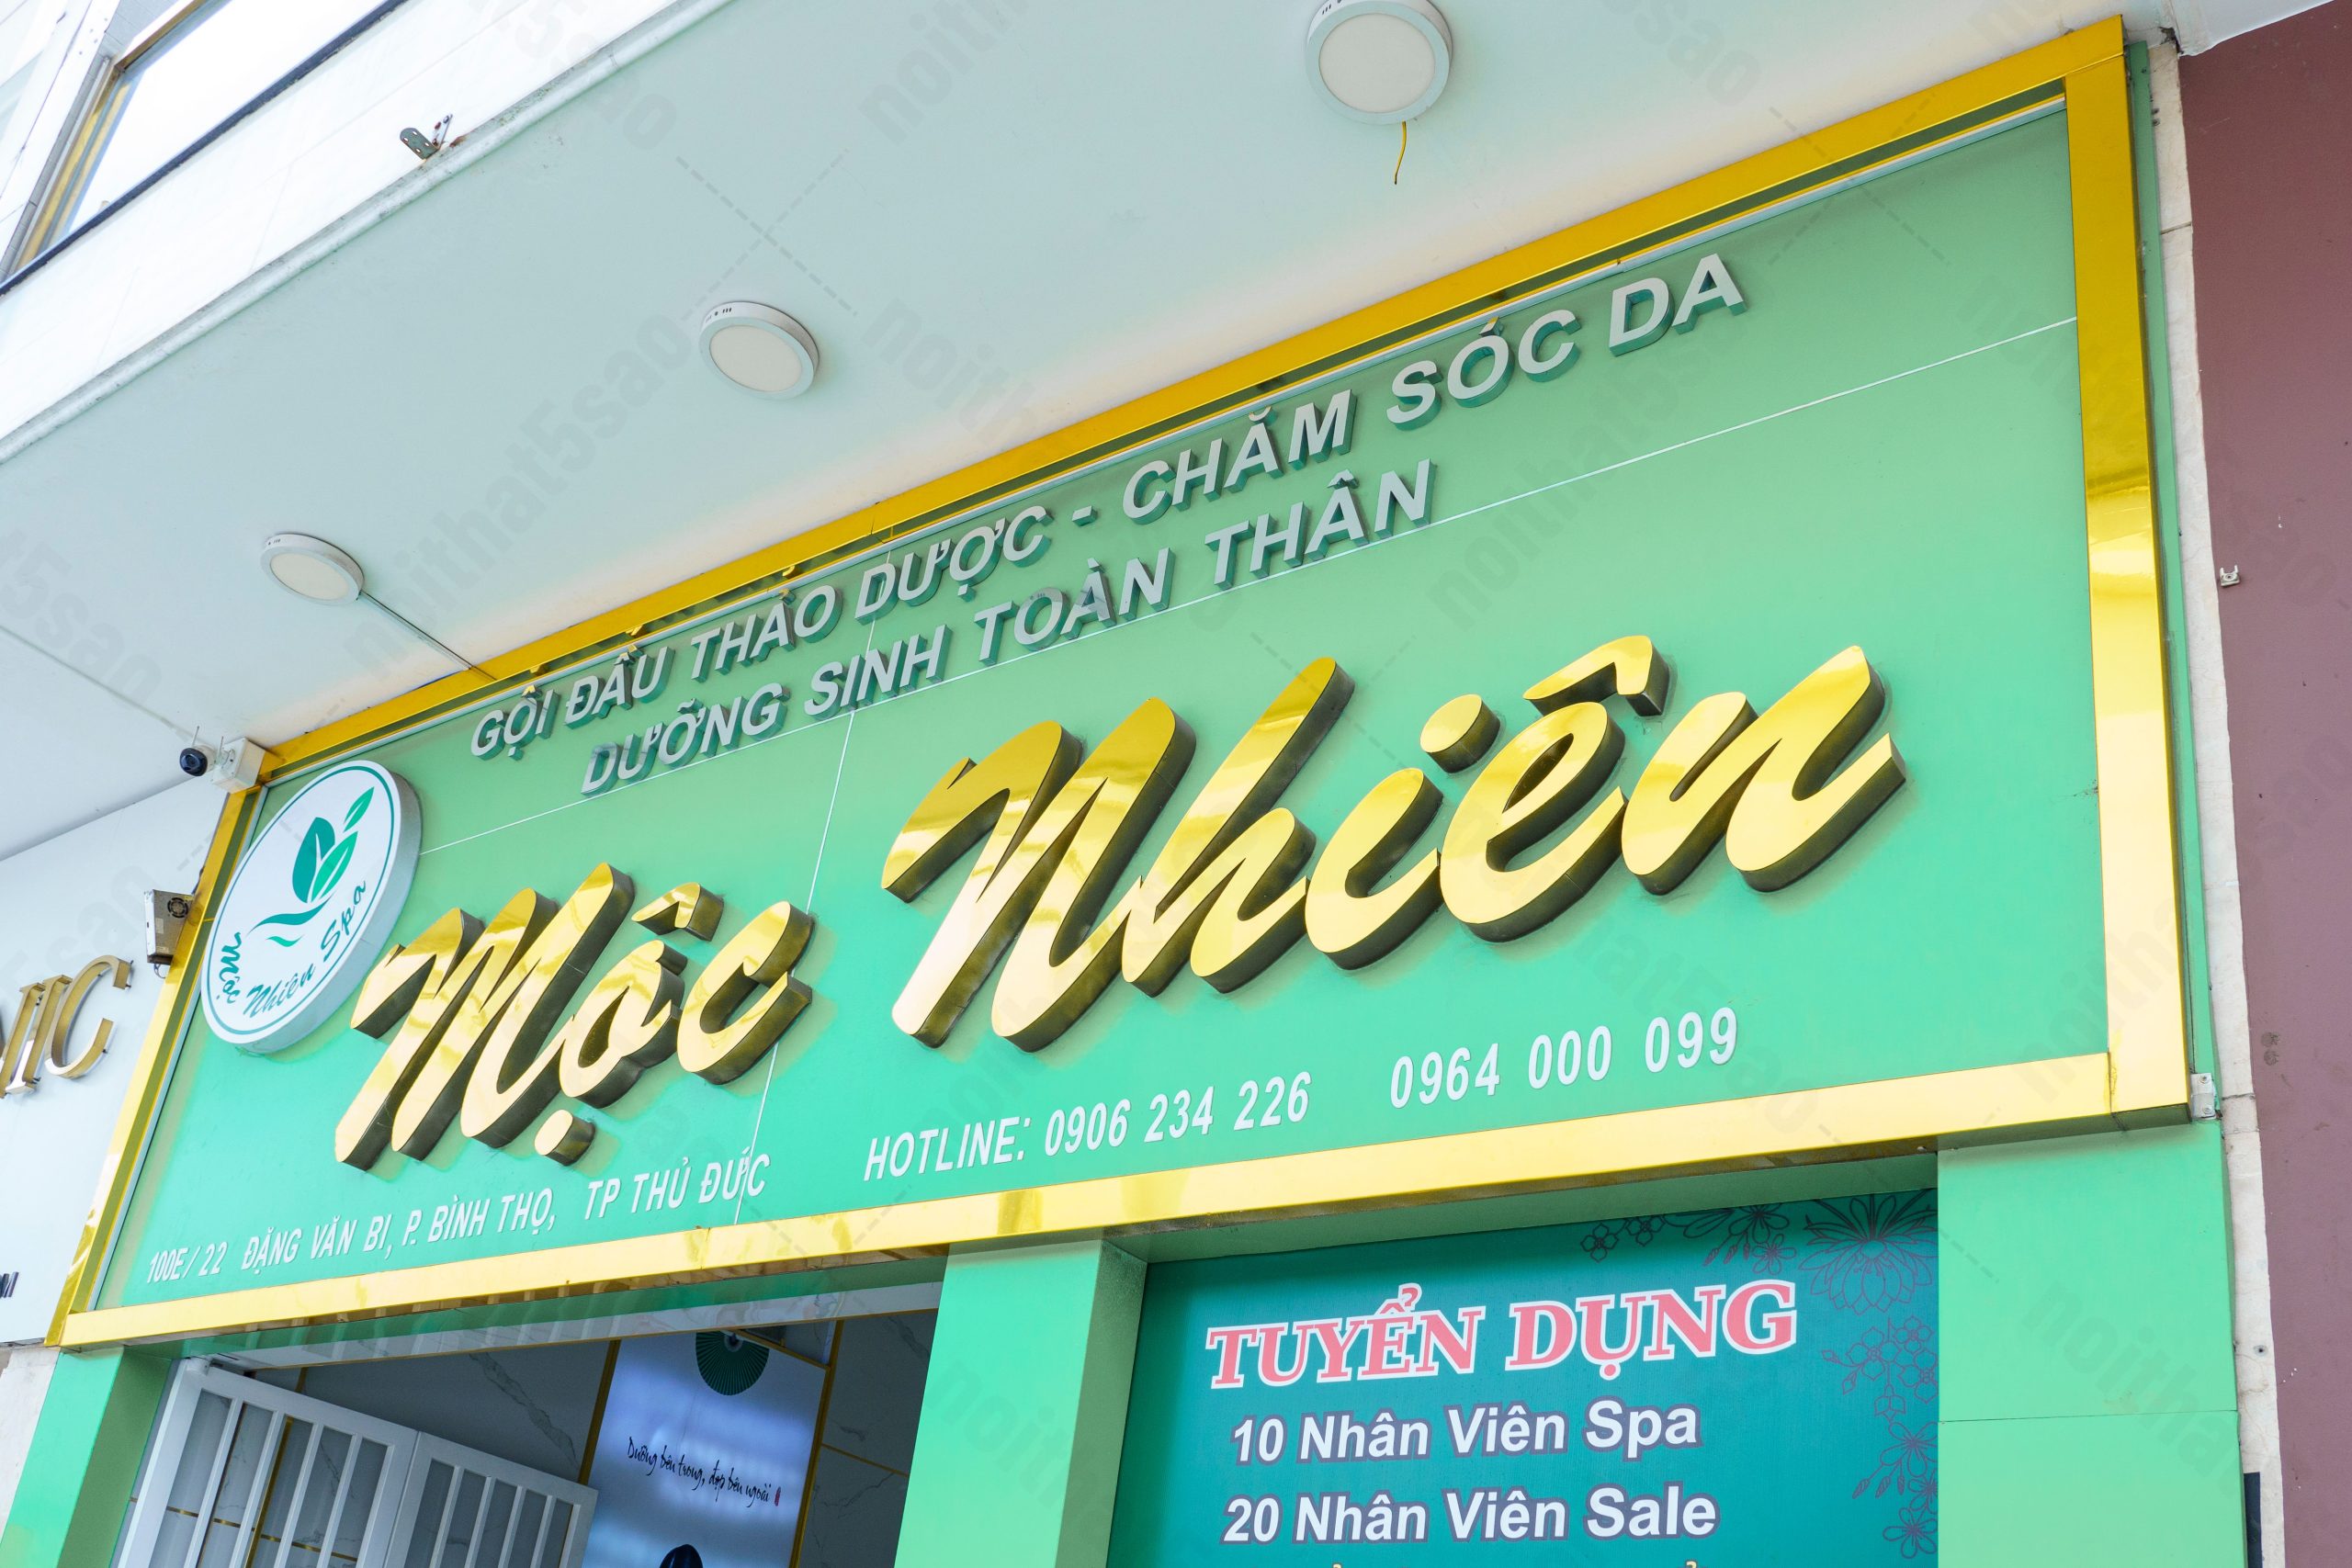 GỘI ĐẦU THẢO DƯỢC - CHĂM SÓC DA
DƯỠNG SINH TOÀN THÂN
Mộc Nhiên Spa
Mộc Nhiên
100E/22 ĐẶNG VĂN BI, P. BÌNH THỌ, TP THỦ ĐỨC
HOTLINE: 0906 234 226 0964 000 099
TUYỂN DỤNG
10 Nhân Viên Spa
20 Nhân Viên Sale
Dưỡng bên trong, đẹp bên ngoài
noithat5sao